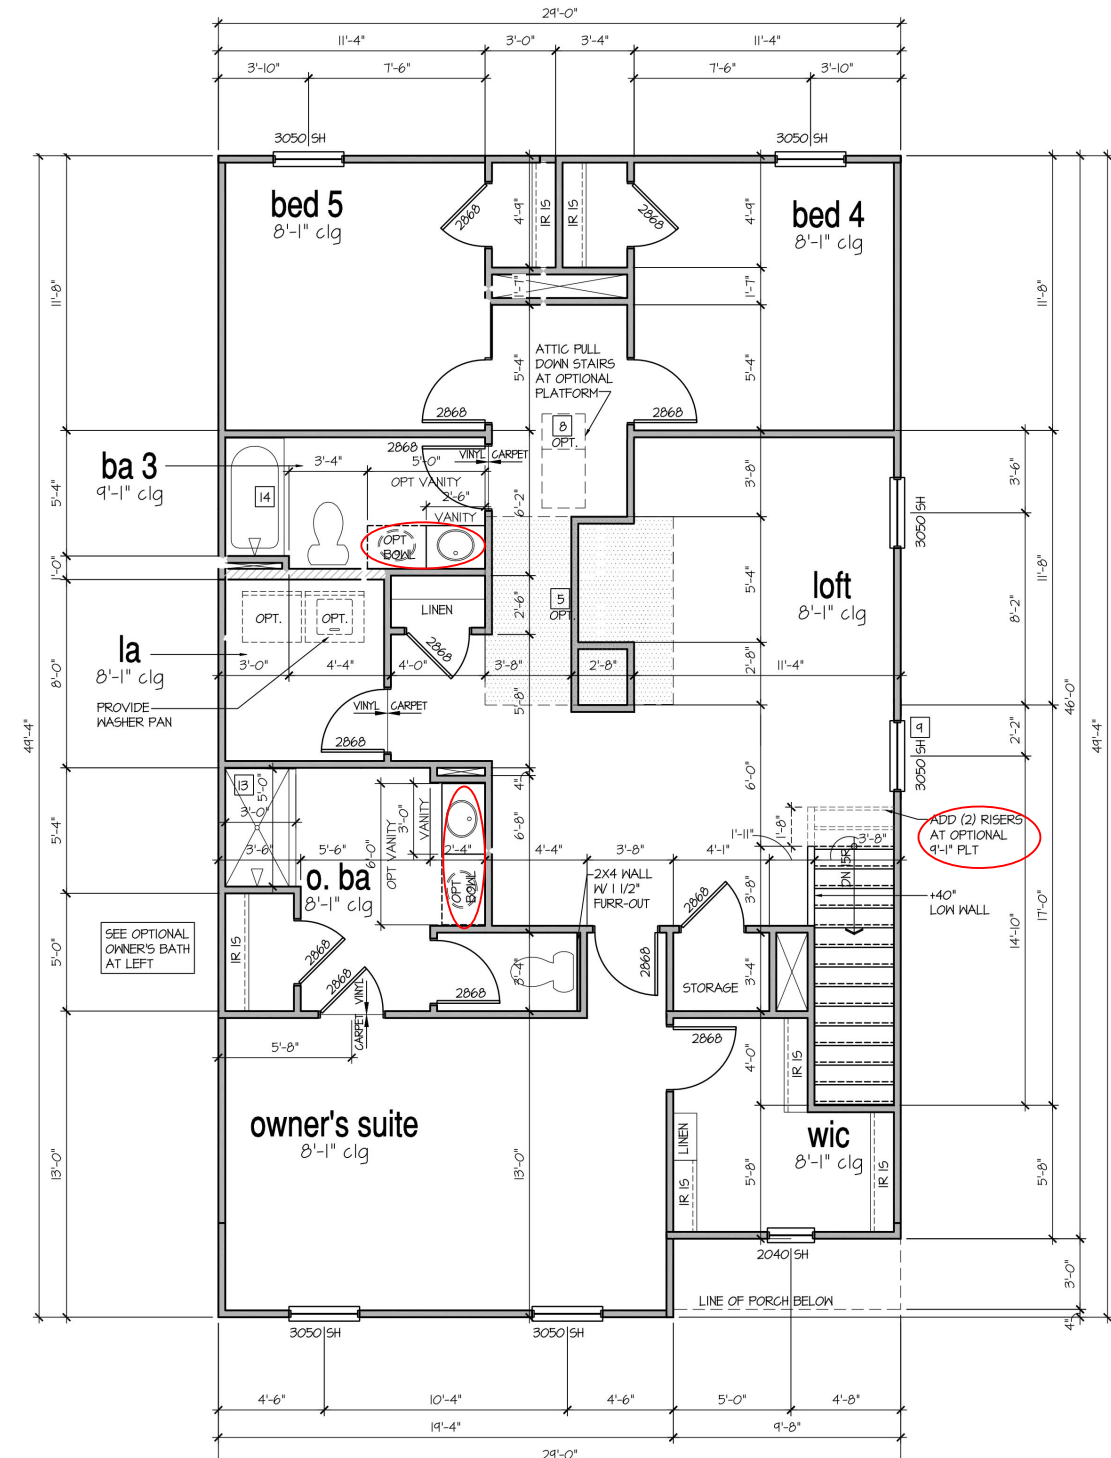 29'-0"
11'-4"
3'-0"
3'-4"
11'-4"
3'-10"
7'-6"
7'-6"
3'-10"
3050 SH
3050 SH
bed 5
8'-1" clg
2868
4'-9"
IR 1S
IR 1S
2868
4'-9"
bed 4
8'-1" clg
11'-8"
1'-7"
1'-7"
11'-8"
ATTIC PULL
DOWN STAIRS
AT OPTIONAL
PLATFORM
5'-4"
5'-4"
2868
2868
8
OPT.
2868
VINYL
CARPET
ba 3
9'-1" clg
3'-4"
5'-0"
OPT VANITY
2'-6"
VANITY
14
OPT
BOWL
5'-4"
6'-2"
3'-8"
3'-6"
3050 SH
1'-0"
OPT.
OPT.
LINEN
2'-6"
5
OPT.
5'-4"
loft
8'-1" clg
8'-2"
11'-8"
la
8'-1" clg
8'-0"
3'-0"
4'-4"
4'-0"
2868
3'-8"
2'-8"
2'-8"
11'-4"
PROVIDE
WASHER PAN
VINYL
CARPET
5'-8"
2868
49'-4"
46'-0"
49'-4"
9
3050 SH
2'-2"
13
5'-0"
3'-0"
4"
6'-0"
3'-0"
VANITY
OPT VANITY
6'-0"
5'-4"
6'-8"
1'-11"
1'-8"
ADD (2) RISERS
AT OPTIONAL
9'-1" PLT
3'-6"
5'-6"
2'-4"
4'-4"
3'-8"
4'-1"
3'-8"
o. ba
8'-1" clg
OPT
BOWL
2X4 WALL
W/ 1 1/2"
FURR-OUT
2868
3'-8"
DN 15R
+40"
LOW WALL
17'-0"
14'-10"
SEE OPTIONAL
OWNER'S BATH
AT LEFT
5'-0"
IR 1S
2868
2868
VINYL
CARPET
2868
3'-4"
2868
STORAGE
3'-4"
5'-8"
2868
4'-0"
IR 1S
owner's suite
8'-1" clg
13'-0"
13'-0"
LINEN
IR 1S
5'-8"
wic
8'-1" clg
IR 1S
5'-8"
2040 SH
3'-0"
LINE OF PORCH BELOW
4"
3050 SH
3050 SH
4'-6"
10'-4"
4'-6"
5'-0"
4'-8"
19'-4"
9'-8"
29'-0"